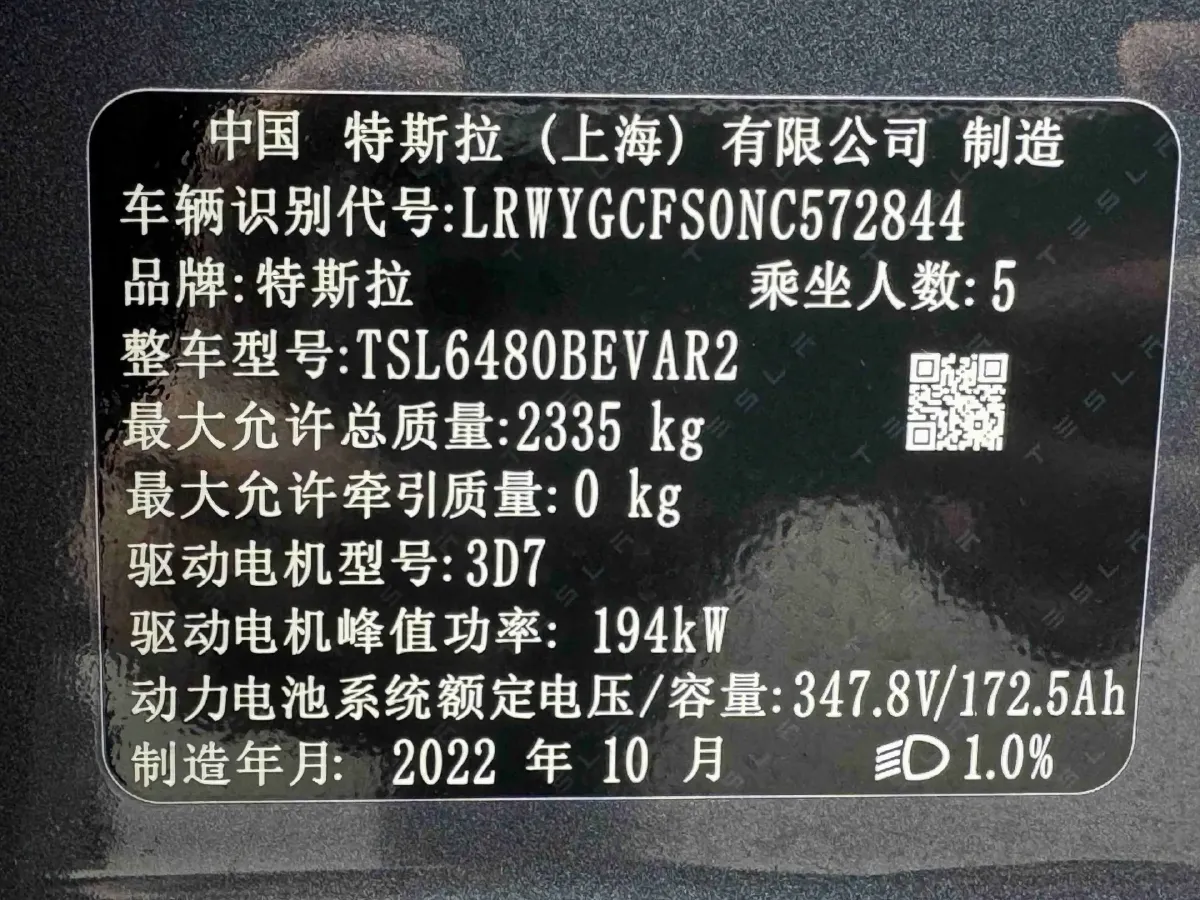 中国 特斯拉 (上海) 有限公司 制造
车辆识别代号:LRWYGCFS0NC572844
品牌:特斯拉 乘坐人数:5
整车型号:TSL6480BEVAR2
最大允许总质量:2335 kg
最大允许牵引质量:0 kg
驱动电机型号:3D7
驱动电机峰值功率: 194kW
动力电池系统额定电压/容量:347.8V/172.5Ah
制造年月: 2022 年 10 月 1.0%